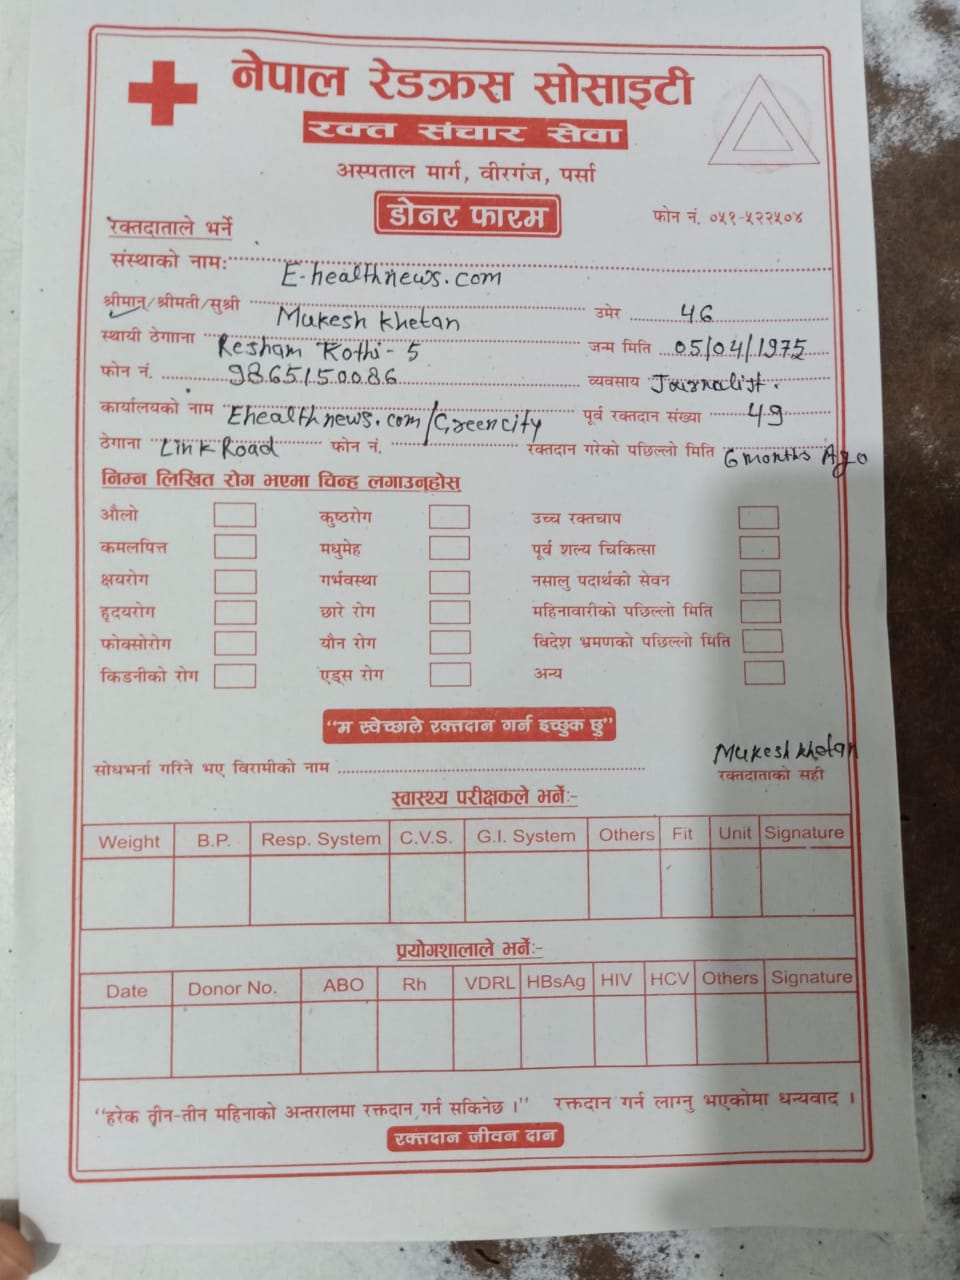 नेपाल रेडक्रस सोसाइटी
रक्त संचार सेवा
अस्पताल मार्ग, वीरगंज, पर्सा
डोनर फारम
फोन नं. ०५१-५२२५०४
रक्तदाताले भर्ने
संस्थाको नाम: E-healthnews.com
श्रीमान्/श्रीमती/सुश्री Mukesh Khetan उमेर 46
स्थायी ठेगाना Resham Kothi - 5 जन्म मिति 05/04/1975
फोन नं. 9865150086 व्यवसाय Journalist.
कार्यालयको नाम Ehealthnews.com/Greencity पूर्व रक्तदान संख्या 49
ठेगाना Link Road फोन नं. रक्तदान गरेको पछिल्लो मिति 6 months Ago
निम्न लिखित रोग भएमा चिन्ह लगाउनुहोस्
औलो कुष्ठरोग उच्च रक्तचाप
कमलपित्त मधुमेह पूर्व शल्य चिकित्सा
क्षयरोग गर्भवस्था नसालु पदार्थको सेवन
हृदयरोग छारे रोग महिनावारीको पछिल्लो मिति
फोक्सोरोग यौन रोग विदेश भ्रमणको पछिल्लो मिति
किडनीको रोग एड्स रोग अन्य
"म स्वेच्छाले रक्तदान गर्न इच्छुक छु"
Mukesh khetan
सोधभर्ना गरिने भए विरामीको नाम रक्तदाताको सही
स्वास्थ्य परीक्षकले भर्ने:-
Weight B.P. Resp. System C.V.S. G.I. System Others Fit Unit Signature
प्रयोगशालाले भर्ने:-
Date Donor No. ABO Rh VDRL HBsAg HIV HCV Others Signature
"हरेक तीन-तीन महिनाको अन्तरालमा रक्तदान गर्न सकिनेछ ।" रक्तदान गर्न लाग्नु भएकोमा धन्यवाद ।
रक्तदान जीवन दान